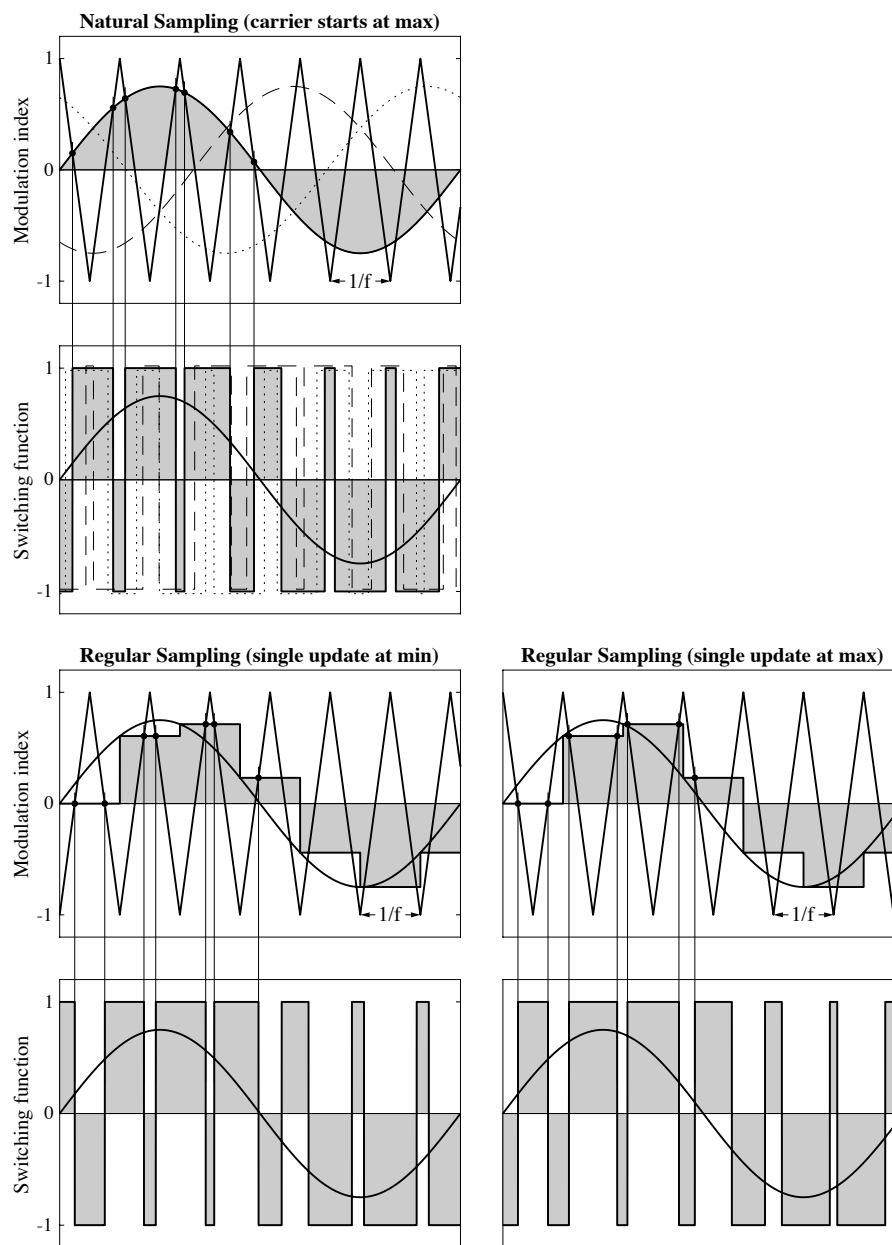 Natural Sampling (carrier starts at max)
1
Modulation index
0
-1
1/f
1
Switching function
0
-1
Regular Sampling (single update at min)
1
Modulation index
0
-1
1/f
1
Switching function
0
-1
Regular Sampling (single update at max)
1/f